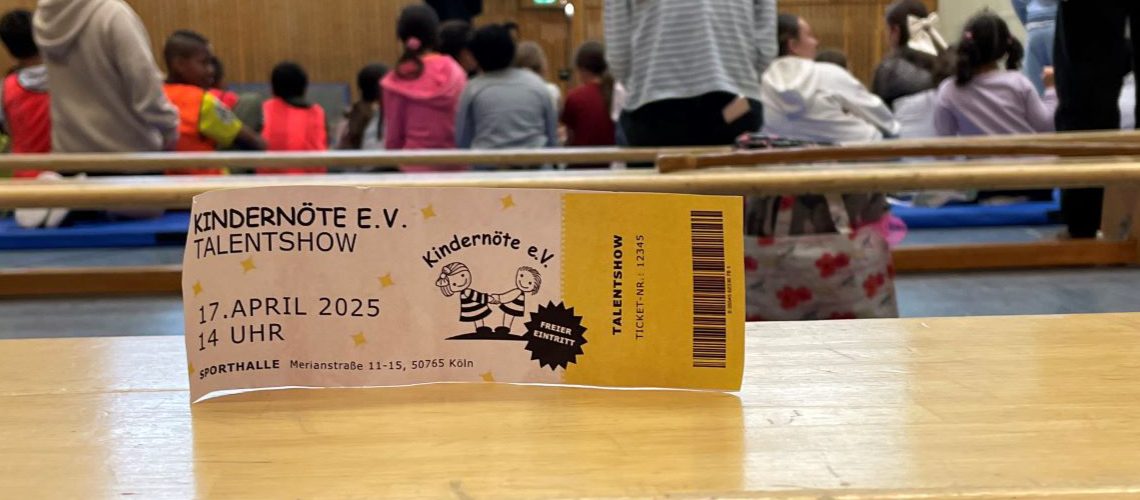 KINDERNÖTE E.V.
TALENTSHOW
17.APRIL 2025
14 UHR
SPORTHALLE Merianstraße 11-15, 50765 Köln
Kindernöte e.V.
FREIER
EINTRITT
TALENTSHOW
TICKET-NR.: 12345